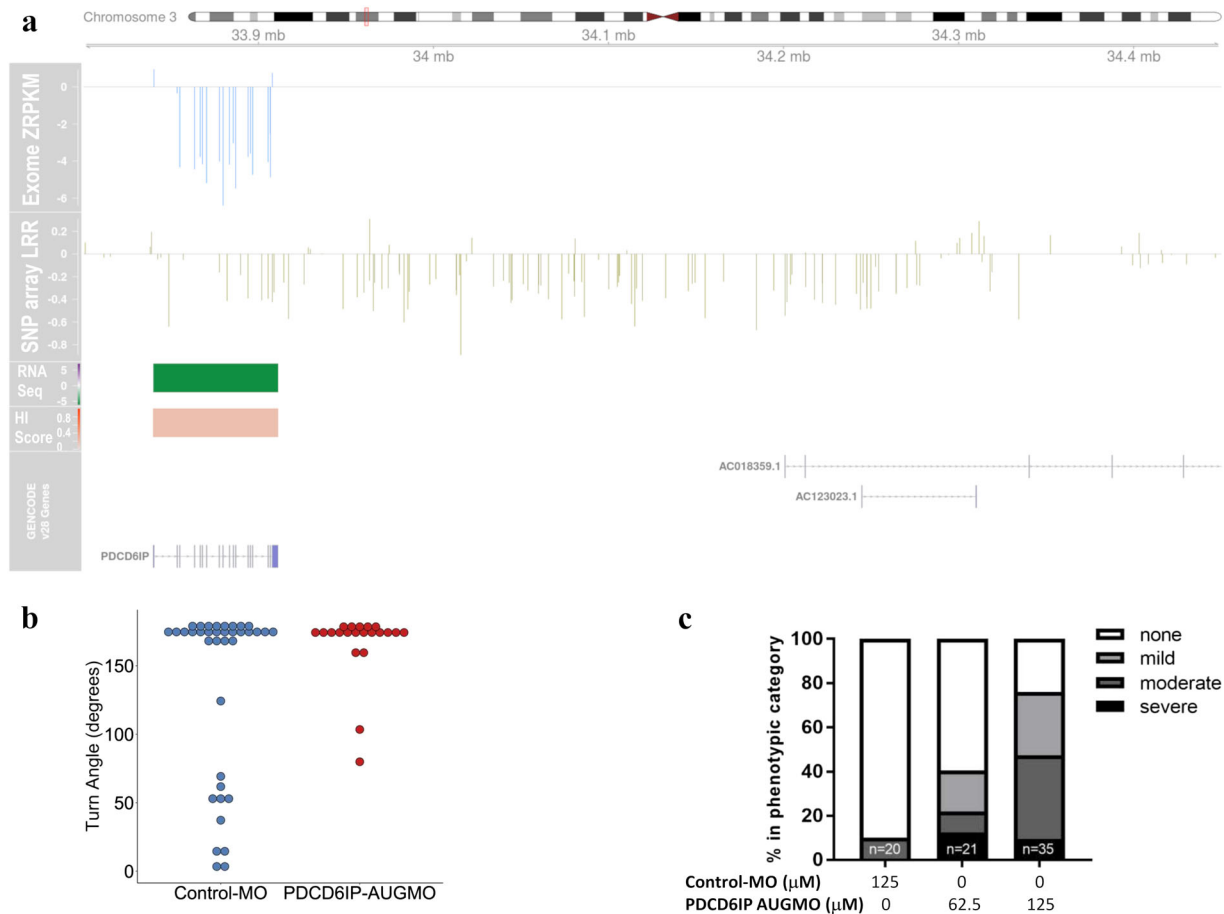 a
Chromosome 3
33.9 mb
34 mb
34.1 mb
34.2 mb
34.3 mb
34.4 mb
Exome ZRPKM
0
-2
-4
-6
SNP array LRR
0.2
0
-0.2
-0.4
-0.6
-0.8
RNA Seq
5
0
-5
HI Score
0.8
0.4
0
GENCODE
v28 Genes
AC018359.1
AC123023.1
PDCD6IP
b
Turn Angle (degrees)
150
100
50
0
Control-MO
PDCD6IP-AUGMO
c
% in phenotypic category
100
80
60
40
20
0
none
mild
moderate
severe
n=20
n=21
n=35
Control-MO (μM) 125 0 0
PDCD6IP AUGMO (μM) 0 62.5 125